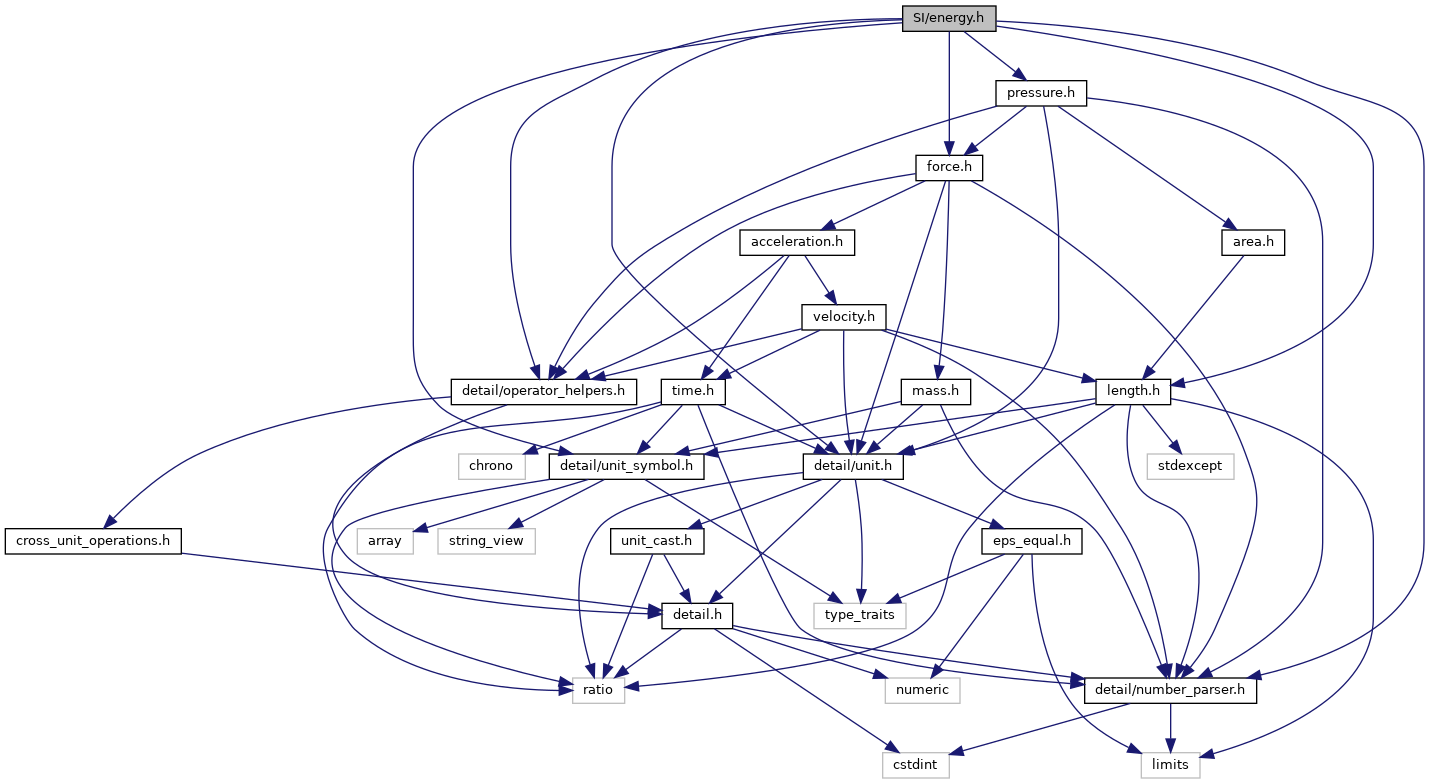 SI/energy.h
pressure.h
force.h
acceleration.h
area.h
velocity.h
detail/operator_helpers.h
time.h
mass.h
length.h
chrono
detail/unit_symbol.h
detail/unit.h
stdexcept
cross_unit_operations.h
array
string_view
unit_cast.h
eps_equal.h
detail.h
type_traits
ratio
numeric
detail/number_parser.h
cstdint
limits